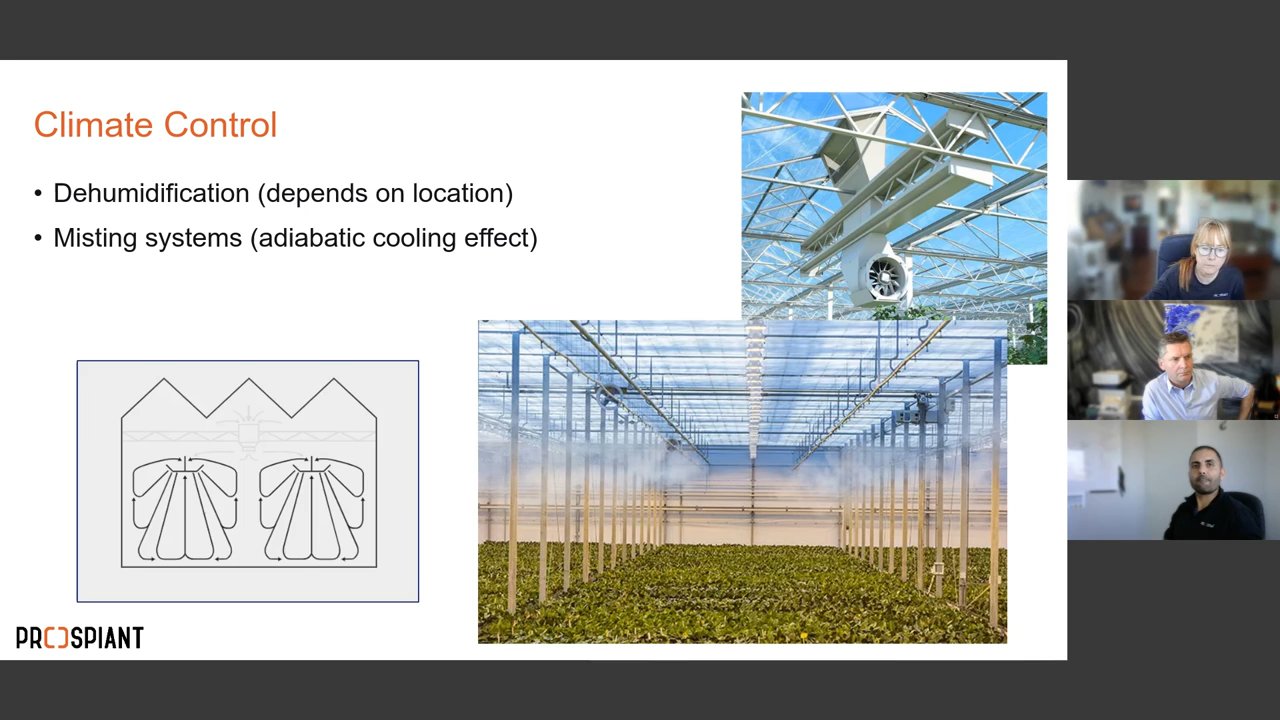 Climate Control
• Dehumidification (depends on location)
• Misting systems (adiabatic cooling effect)
PROSPIANT